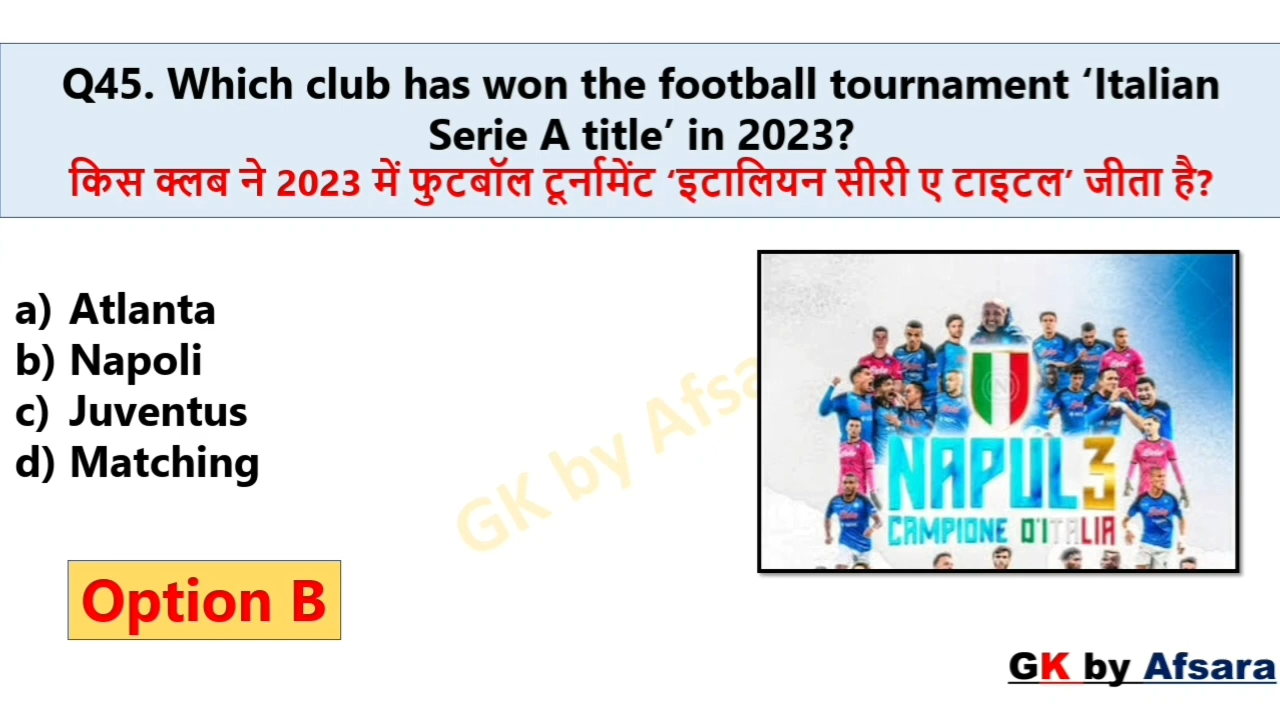 Q45. Which club has won the football tournament ‘Italian
Serie A title’ in 2023?
किस क्लब ने 2023 में फुटबॉल टूर्नामेंट ‘इटालियन सीरी ए टाइटल’ जीता है?
a) Atlanta
b) Napoli
c) Juventus
d) Matching
NAPUL3
CAMPIONE D'ITALIA
GK by Afsa
Option B
GK by Afsara